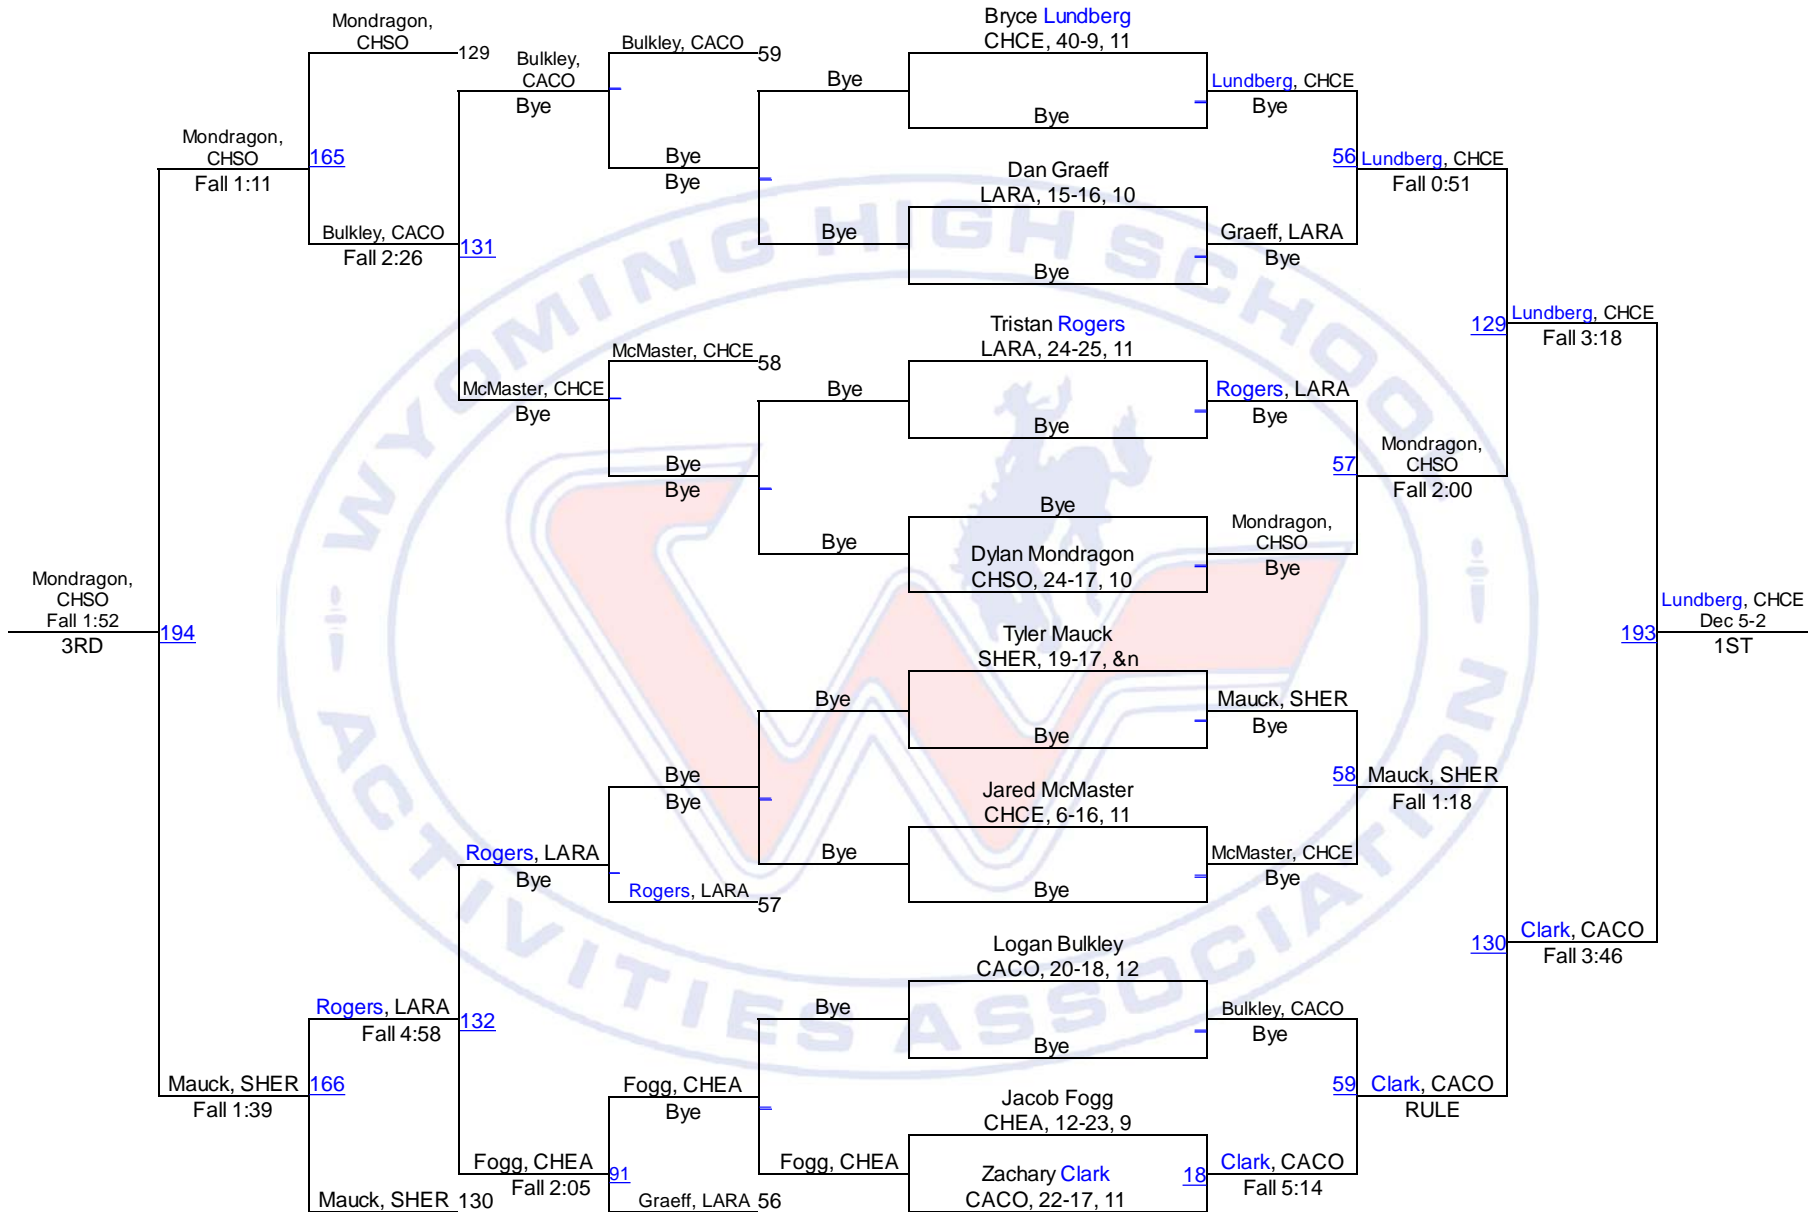 Mondragon,
CHSO
129
Mondragon,
CHSO
Fall 1:11
165
Bulkley, CACO
Fall 2:26
131
Bulkley,
CACO
Bye
Bulkley, CACO
59
Bye
Bye
McMaster, CHCE
58
McMaster, CHCE
Bye
Bye
Bye
Mondragon,
CHSO
Fall 1:52
3RD
194
Bye
Bye
Rogers, LARA
Bye
Rogers, LARA
57
Rogers, LARA
Fall 4:58
132
Mauck, SHER
Fall 1:39
166
Fogg, CHEA
Bye
Fogg, CHEA
Fall 2:05
91
Graeff, LARA 56
Mauck, SHER 130
Bye
Bye
Bye
Bye
Bye
Bye
Bye
Fogg, CHEA
Bryce Lundberg
CHCE, 40-9, 11
Bye
Dan Graeff
LARA, 15-16, 10
Bye
Tristan Rogers
LARA, 24-25, 11
Bye
Bye
Dylan Mondragon
CHSO, 24-17, 10
Tyler Mauck
SHER, 19-17, &n
Bye
Jared McMaster
CHCE, 6-16, 11
Bye
Logan Bulkley
CACO, 20-18, 12
Bye
Jacob Fogg
CHEA, 12-23, 9
Zachary Clark
CACO, 22-17, 11
18
Lundberg, CHCE
Bye
56
Graeff, LARA
Bye
Rogers, LARA
Bye
57
Mondragon,
CHSO
Bye
Mauck, SHER
Bye
58
McMaster, CHCE
Bye
Bulkley, CACO
Bye
59
Clark, CACO
Fall 5:14
Lundberg, CHCE
Fall 0:51
129
Mondragon,
CHSO
Fall 2:00
Mauck, SHER
Fall 1:18
130
Clark, CACO
RULE
Lundberg, CHCE
Fall 3:18
193
Clark, CACO
Fall 3:46
Lundberg, CHCE
Dec 5-2
1ST
WYOMING HIGH SCHOOL
ACTIVITIES ASSOCIATION